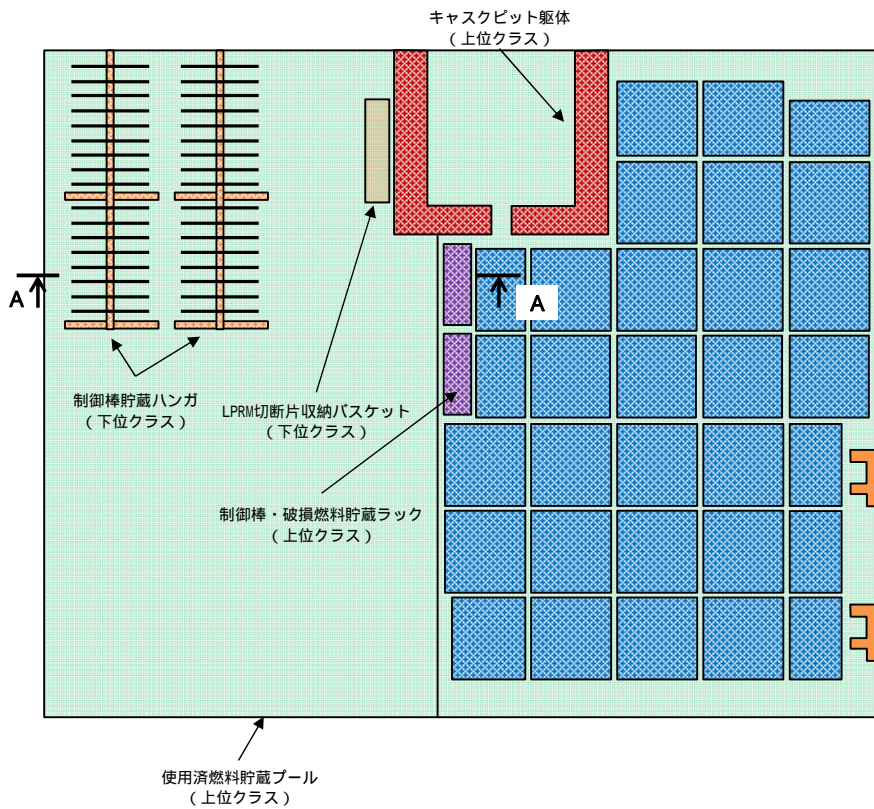 キャスクピット躯体
（上位クラス）
A
A
制御棒貯蔵ハンガ
（下位クラス）
LPRM切断片収納バスケット
（下位クラス）
制御棒・破損燃料貯蔵ラック
（上位クラス）
使用済燃料貯蔵プール
（上位クラス）